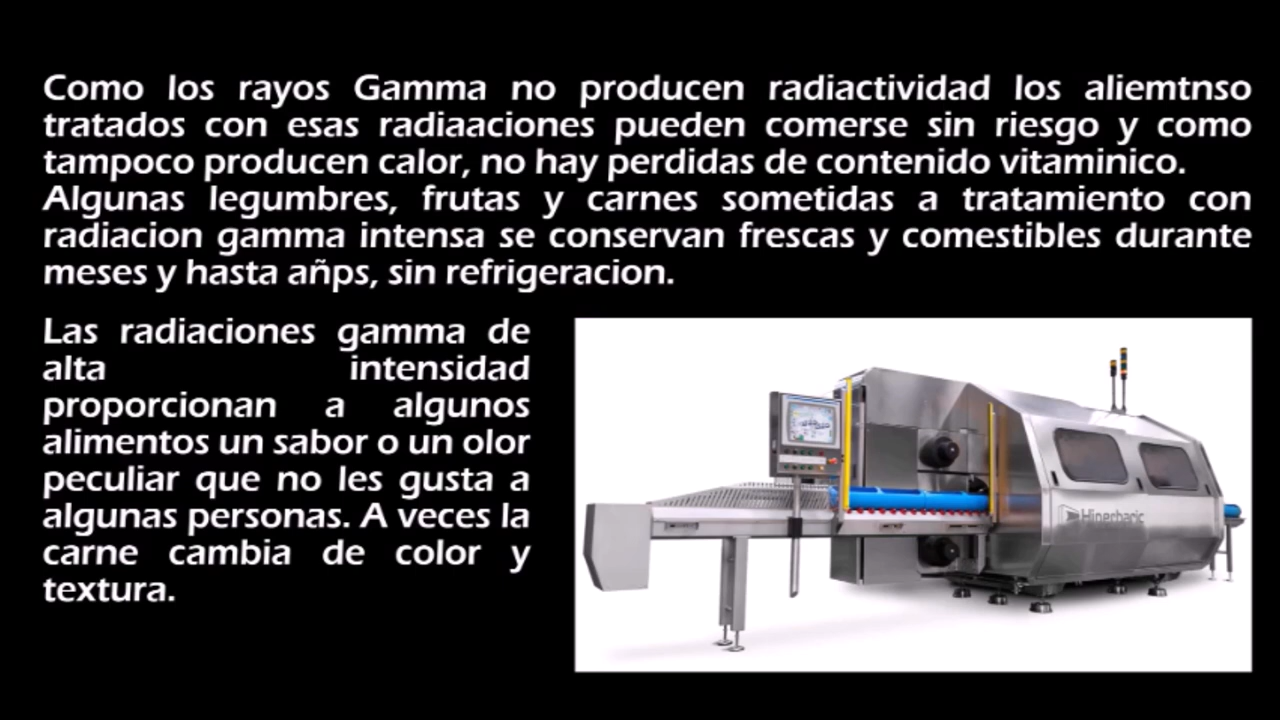 Como los rayos Gamma no producen radiactividad los aliemtnso
tratados con esas radiaaciones pueden comerse sin riesgo y como
tampoco producen calor, no hay perdidas de contenido vitaminico.
Algunas legumbres, frutas y carnes sometidas a tratamiento con
radiacion gamma intensa se conservan frescas y comestibles durante
meses y hasta añps, sin refrigeracion.
Las radiaciones gamma de
alta intensidad
proporcionan a algunos
alimentos un sabor o un olor
peculiar que no les gusta a
algunas personas. A veces la
carne cambia de color y
textura.
Hiperbaric